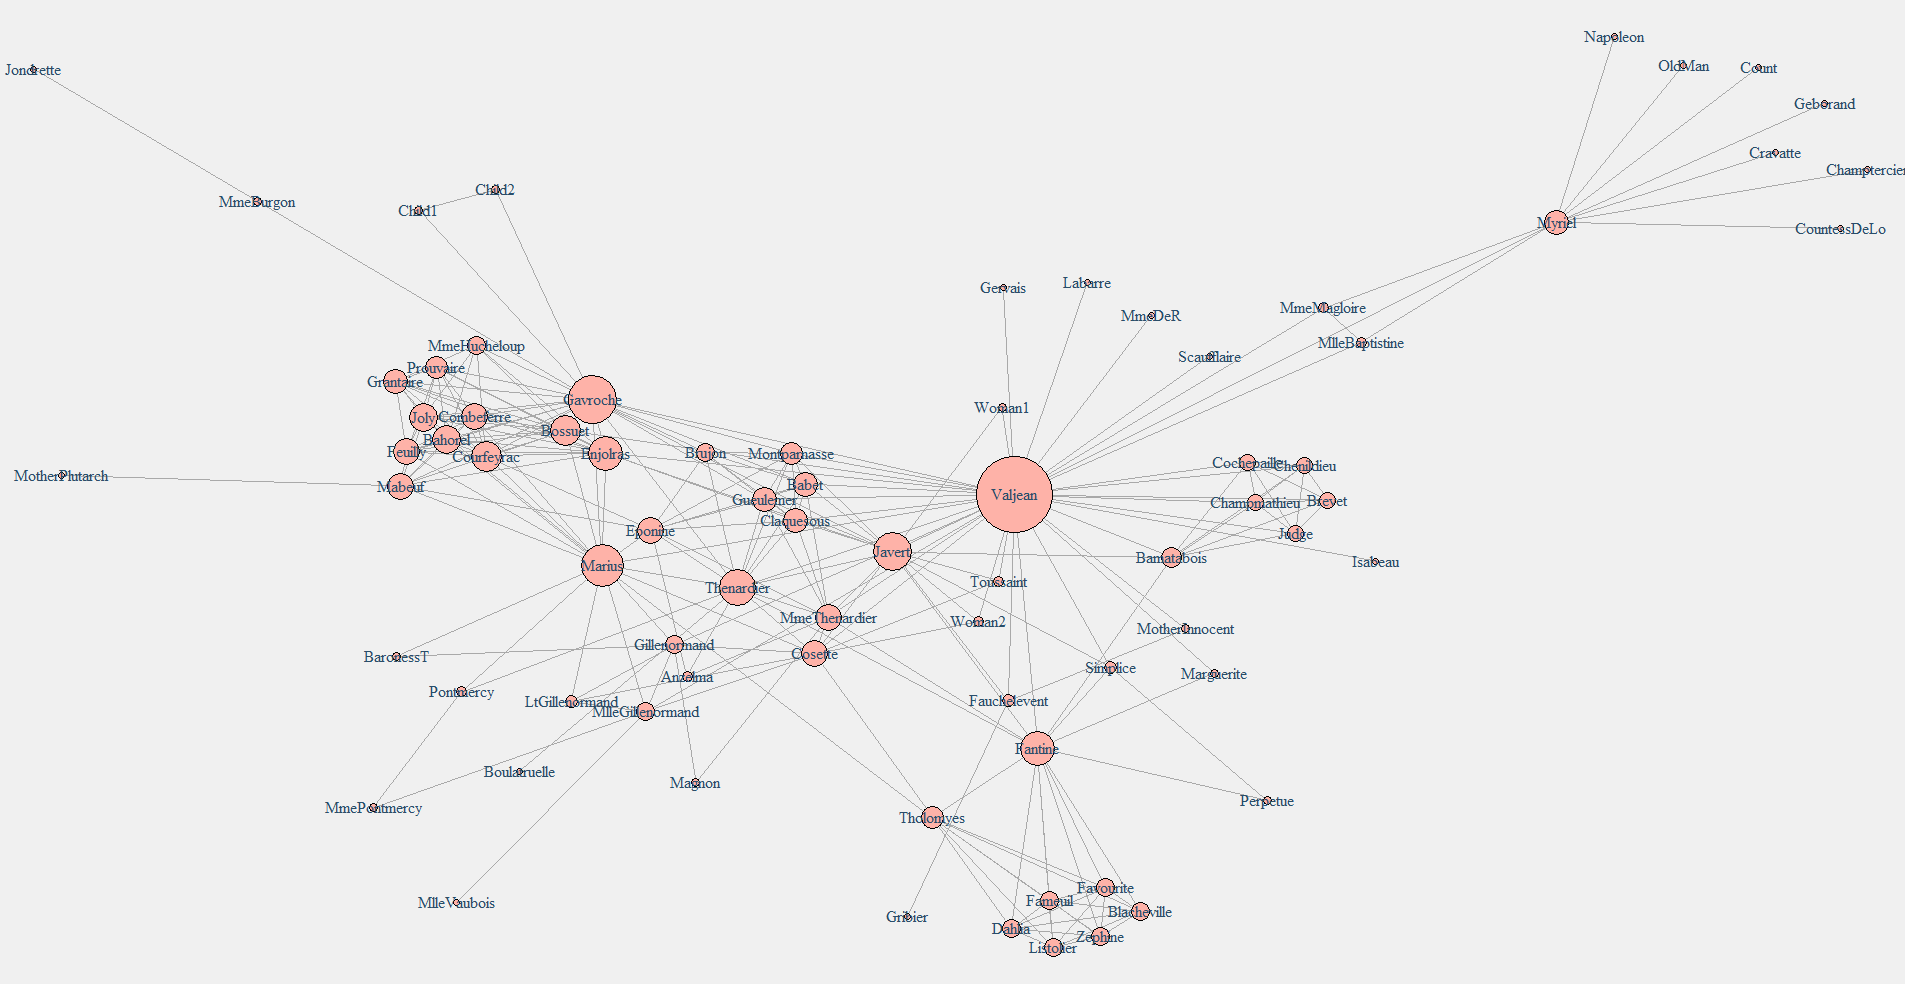 Napoleon
OldMan
Count
Jondrette
Geborand
Cravatte
Champtercier
Child2
MmeBurgon
Child1
Myriel
CountessDeLo
Labarre
Gervais
MmeMagloire
MmeDeR
MlleBaptistine
MmeHucheloup
Scaufflaire
Prouvaire
Grantaire
Gavroche
Woman1
Joly
Combeferre
Bossuet
Bahorel
Feuilly
Courfeyrac
Enjolras
Brujon
Montparnasse
Cochepaille
Chenildieu
MotherPlutarch
Mabeuf
Babet
Valjean
Gueulemer
Champmathieu
Brevet
Claquesous
Eponine
Judge
Javert
Bamatabois
Isabeau
Marius
Toussaint
Thenardier
MmeThenardier
Woman2
MotherInnocent
Gillenormand
Cosette
BaronessT
Simplice
Marguerite
Anzelma
Pontmercy
LtGillenormand
MlleGillenormand
Fauchelevent
Fantine
Boulatruelle
Magnon
Perpetue
MmePontmercy
Tholomyes
Favourite
Fameuil
MlleVaubois
Blacheville
Gribier
Dahlia
Zephine
Listolier